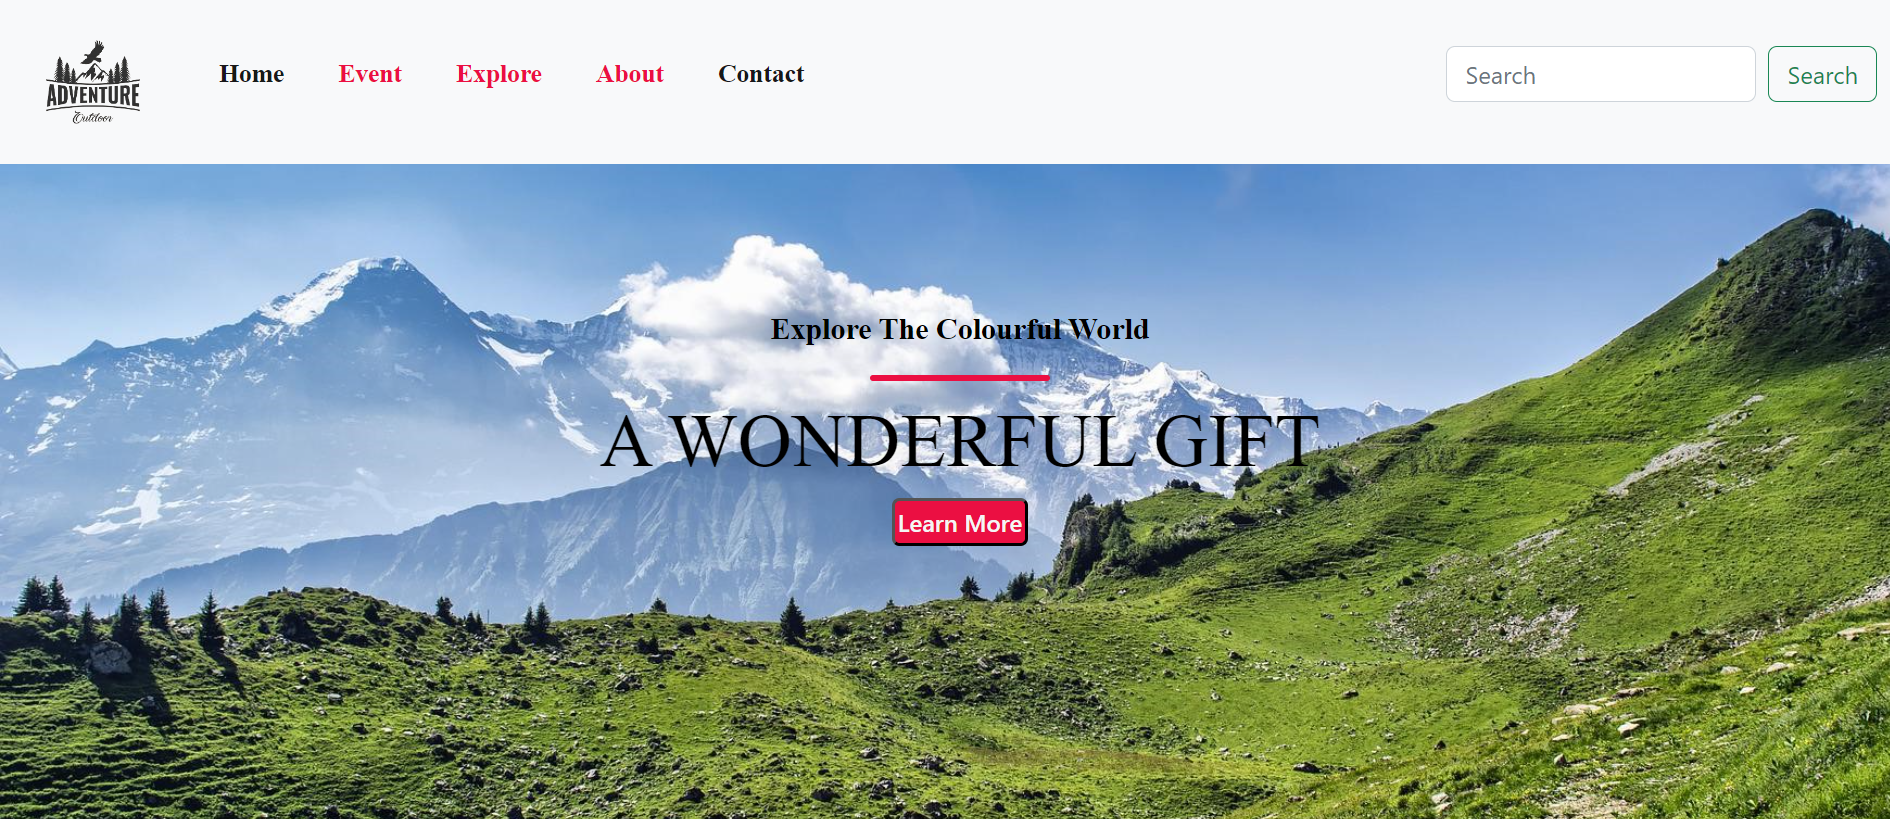 ADVENTURE
Outdoor
Home Event Explore About Contact
Search Search
Explore The Colourful World
A WONDERFUL GIFT
Learn More